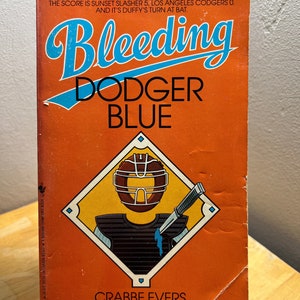 THE SCORE IS SUNSET SLASHER 5, LOS ANGELES CODGERS 0.
AND IT'S DUFFY'S TURN AT BAT.
Bleeding
DODGER
BLUE
CRABBE EVERS